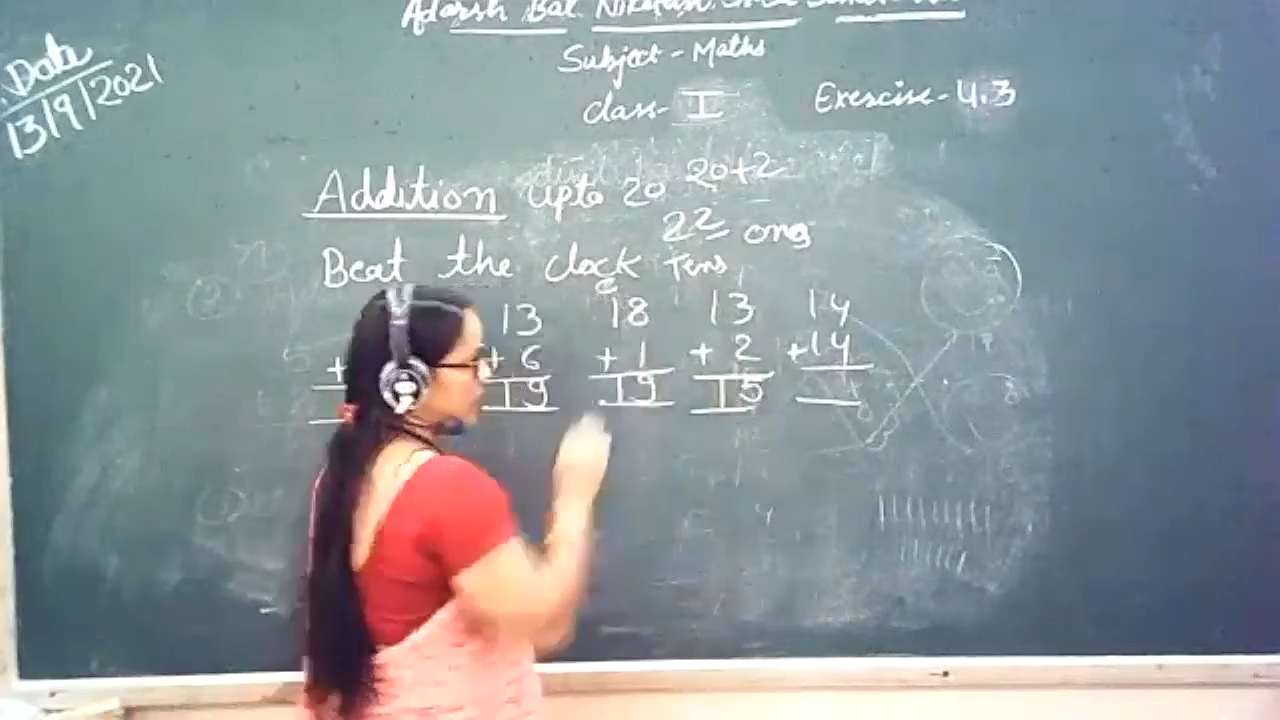 Adarsh Bal Niketan
Subject - Maths
Date
13/9/2021
class - I Exercise - 4.3
Addition upto 20 20+2
22 ones
Beat the clock Tens
13 18 13 14
+ + 6 + 1 + 2 +14
19 19 15